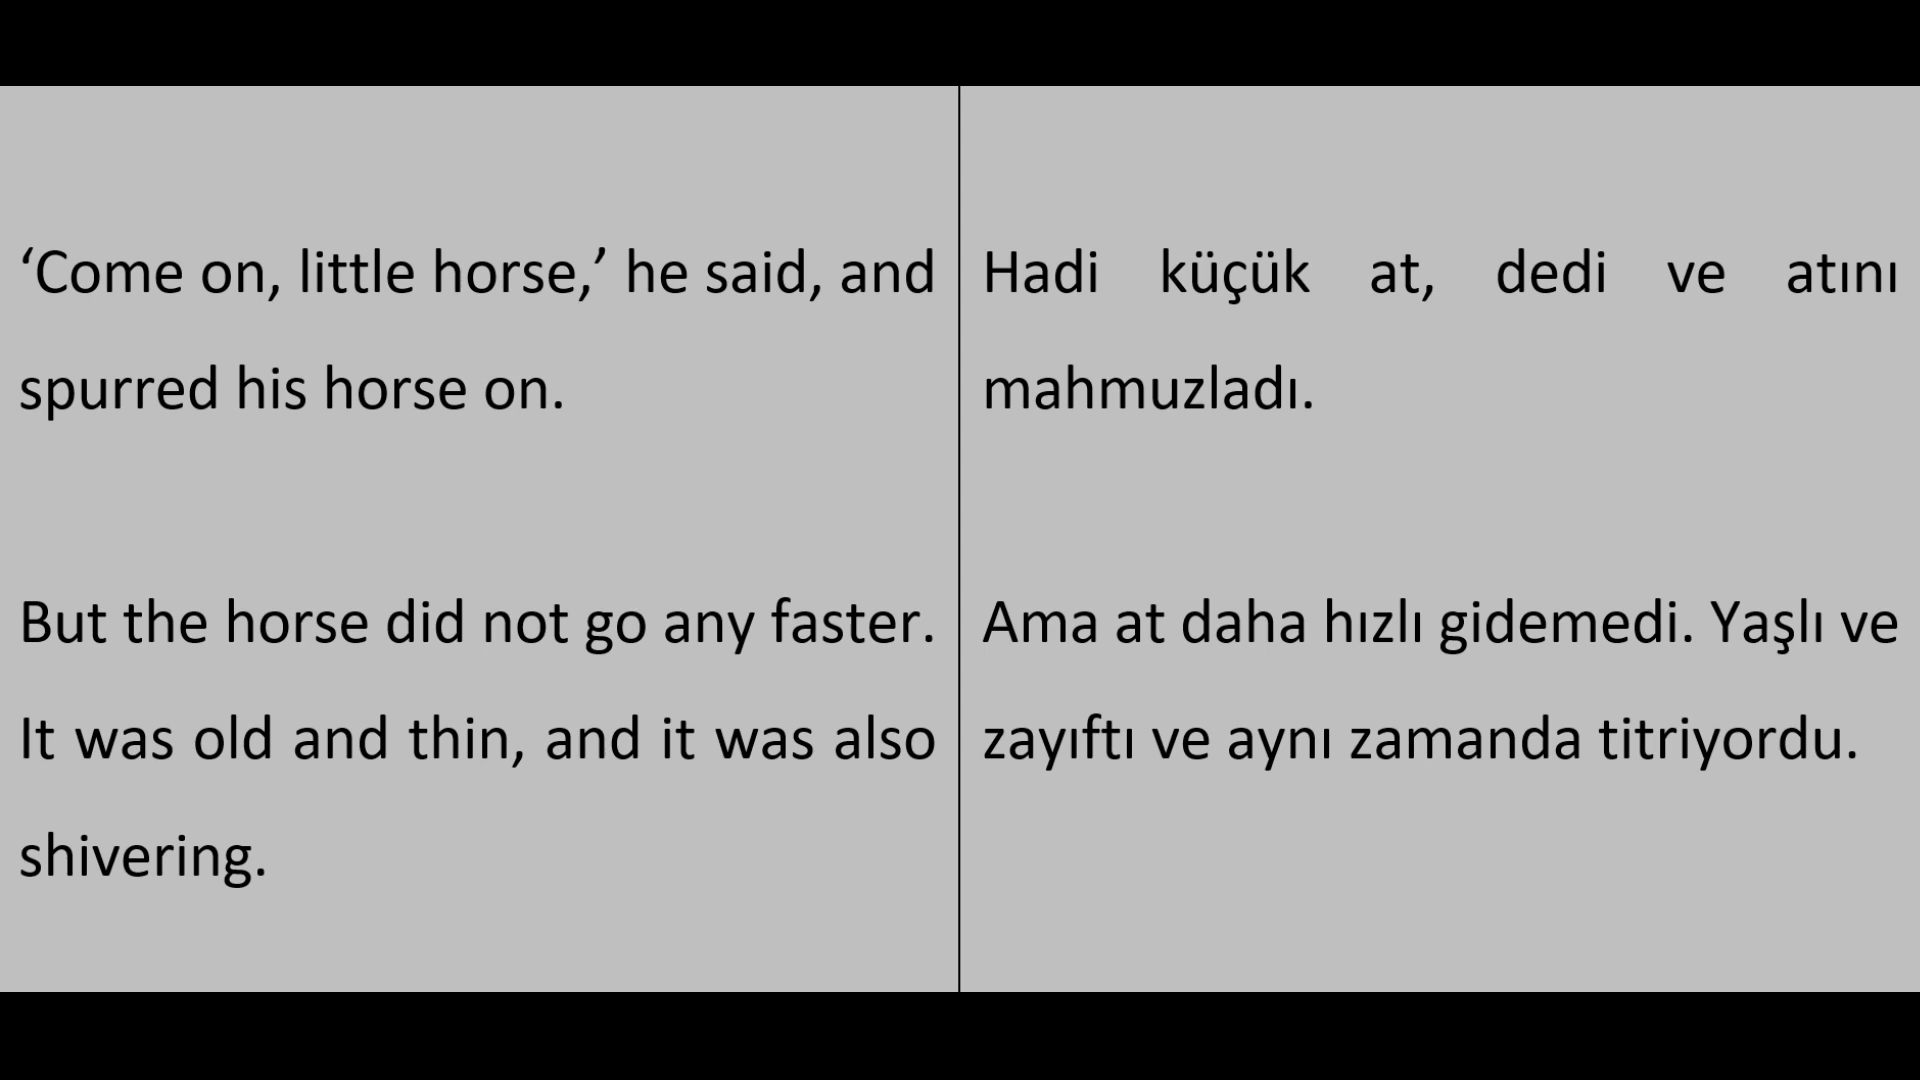 ‘Come on, little horse,’ he said, and
spurred his horse on.
But the horse did not go any faster.
It was old and thin, and it was also
shivering.
Hadi küçük at, dedi ve atını
mahmuzladı.
Ama at daha hızlı gidemedi. Yaşlı ve
zayıftı ve aynı zamanda titriyordu.